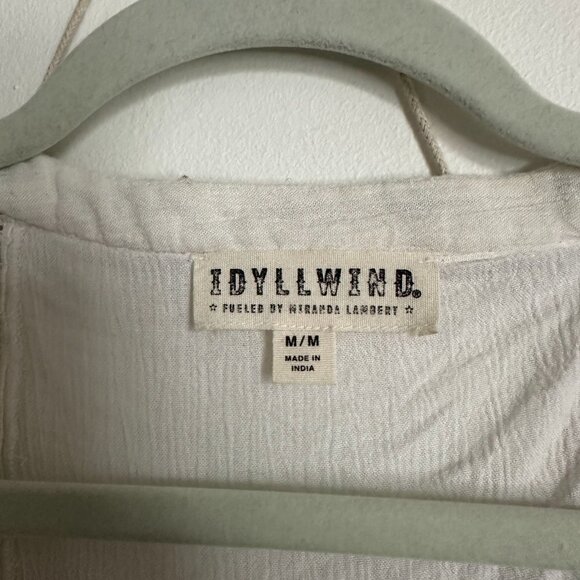 IDYLLWIND®
☆ FUELED BY MIRANDA LAMBERT ☆
M/M
MADE IN
INDIA